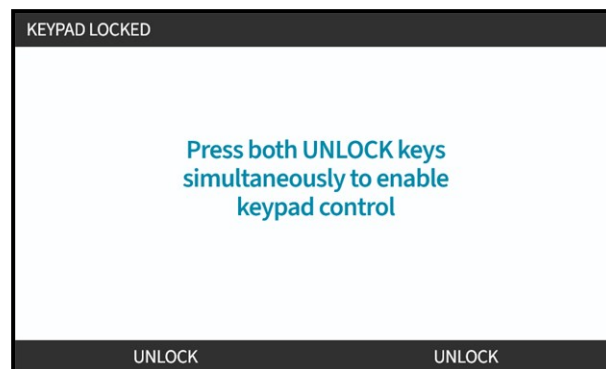 KEYPAD LOCKED
Press both UNLOCK keys
simultaneously to enable
keypad control
UNLOCK UNLOCK